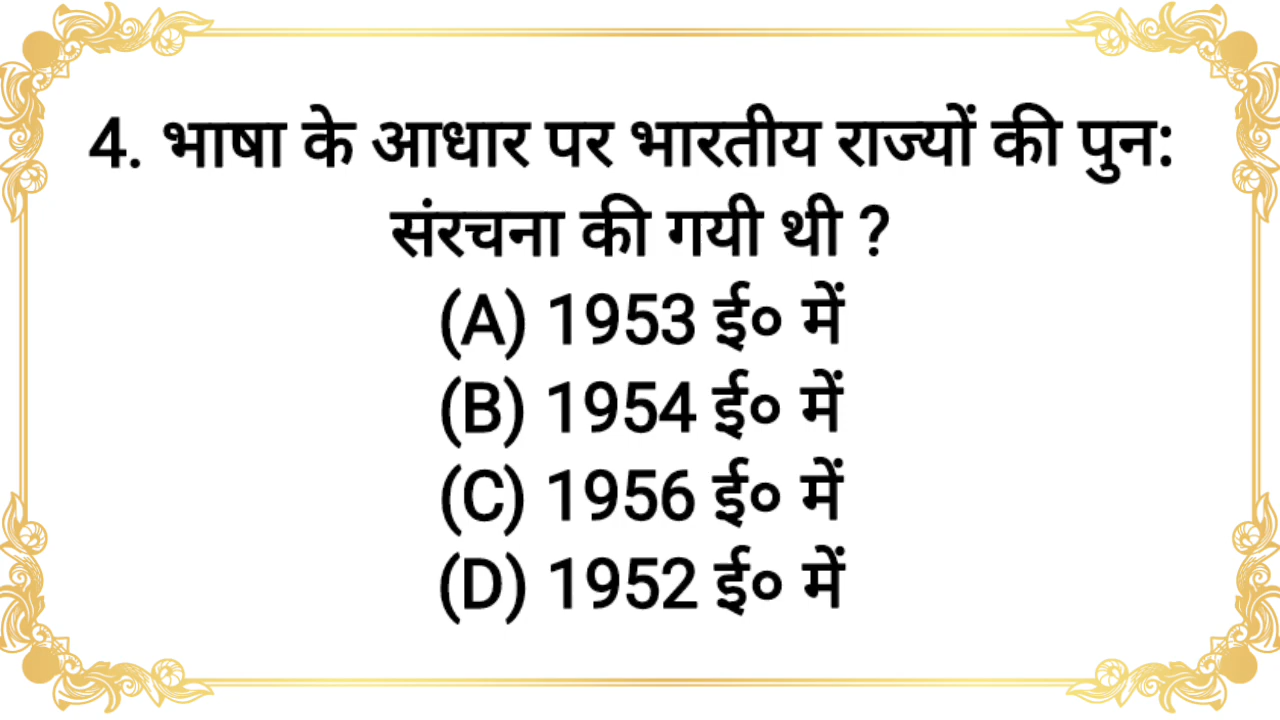 4. भाषा के आधार पर भारतीय राज्यों की पुन:
संरचना की गयी थी ?
(A) 1953 ई० में
(B) 1954 ई० में
(C) 1956 ई० में
(D) 1952 ई० में